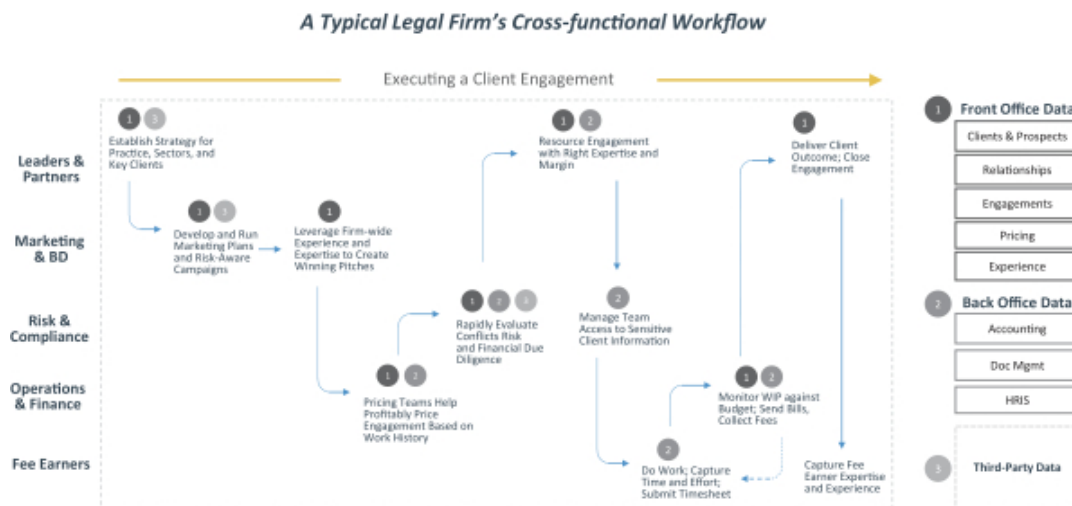 A Typical Legal Firm's Cross-functional Workflow
Executing a Client Engagement
Leaders &
Partners
Marketing
& BD
Risk &
Compliance
Operations
& Finance
Fee Earners
1 3
Establish Strategy for
Practice, Sectors, and
Key Clients
1 3
Develop and Run
Marketing Plans
and Risk-Aware
Campaigns
1
Leverage Firm-wide
Experience and
Expertise to Create
Winning Pitches
1 2
Pricing Teams Help
Profitably Price
Engagement Based on
Work History
1 2 3
Rapidly Evaluate
Conflicts Risk
and Financial Due
Diligence
1 2
Resource Engagement
with Right Expertise and
Margin
2
Manage Team
Access to Sensitive
Client Information
2
Do Work; Capture
Time and Effort;
Submit Timesheet
1 2
Monitor WIP against
Budget; Send Bills,
Collect Fees
1
Deliver Client
Outcome; Close
Engagement
Capture Fee
Earner Expertise
and Experience
1 Front Office Data
Clients & Prospects
Relationships
Engagements
Pricing
Experience
2 Back Office Data
Accounting
Doc Mgmt
HRIS
3 Third-Party Data